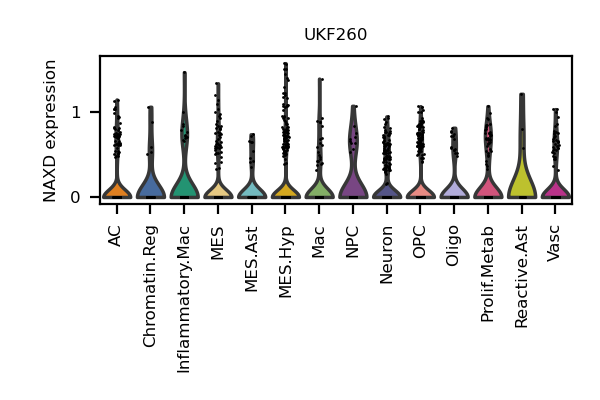 UKF260
NAXD expression
1
0
AC
Chromatin.Reg
Inflammatory.Mac
MES
MES.Ast
MES.Hyp
Mac
NPC
Neuron
OPC
Oligo
Prolif.Metab
Reactive.Ast
Vasc